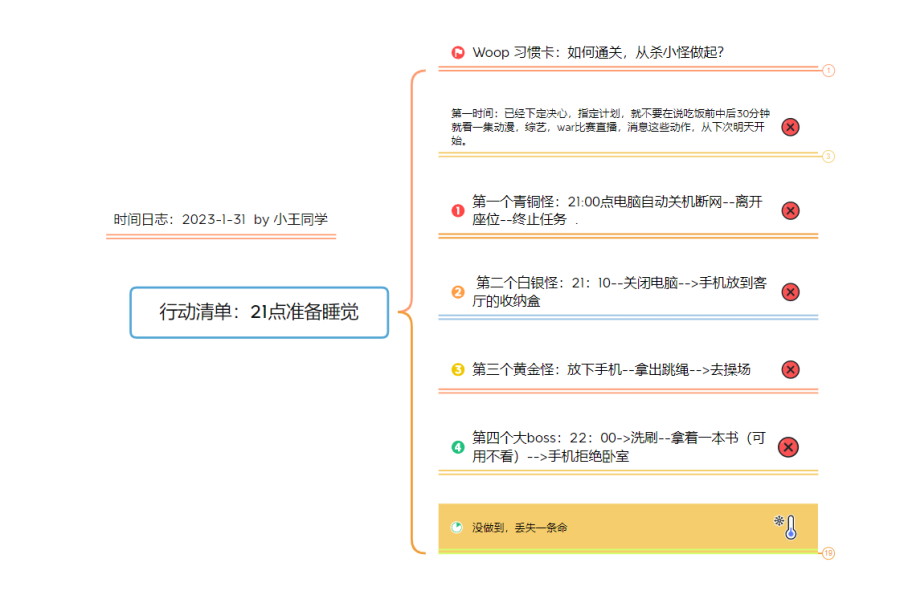 Woop 习惯卡：如何通关，从杀小怪做起？
1
第一时间：已经下定决心，指定计划，就不要在说吃饭前中后30分钟
就看一集动漫，综艺，war比赛直播，消息这些动作，从下次明天开
始。
3
时间日志：2023-1-31 by 小王同学
行动清单：21点准备睡觉
1 第一个青铜怪：21:00点电脑自动关机断网--离开
座位--终止任务 .
2 第二个白银怪：21：10--关闭电脑-->手机放到客
厅的收纳盒
3 第三个黄金怪：放下手机--拿出跳绳-->去操场
4 第四个大boss：22：00->洗刷--拿着一本书（可
用不看）-->手机拒绝卧室
没做到，丢失一条命
18